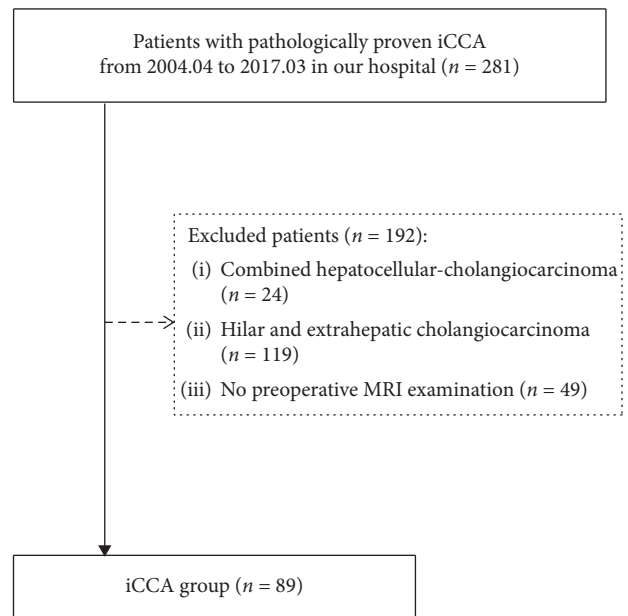 Patients with pathologically proven iCCA
from 2004.04 to 2017.03 in our hospital (n = 281)
Excluded patients (n = 192):
(i) Combined hepatocellular-cholangiocarcinoma
(n = 24)
(ii) Hilar and extrahepatic cholangiocarcinoma
(n = 119)
(iii) No preoperative MRI examination (n = 49)
iCCA group (n = 89)